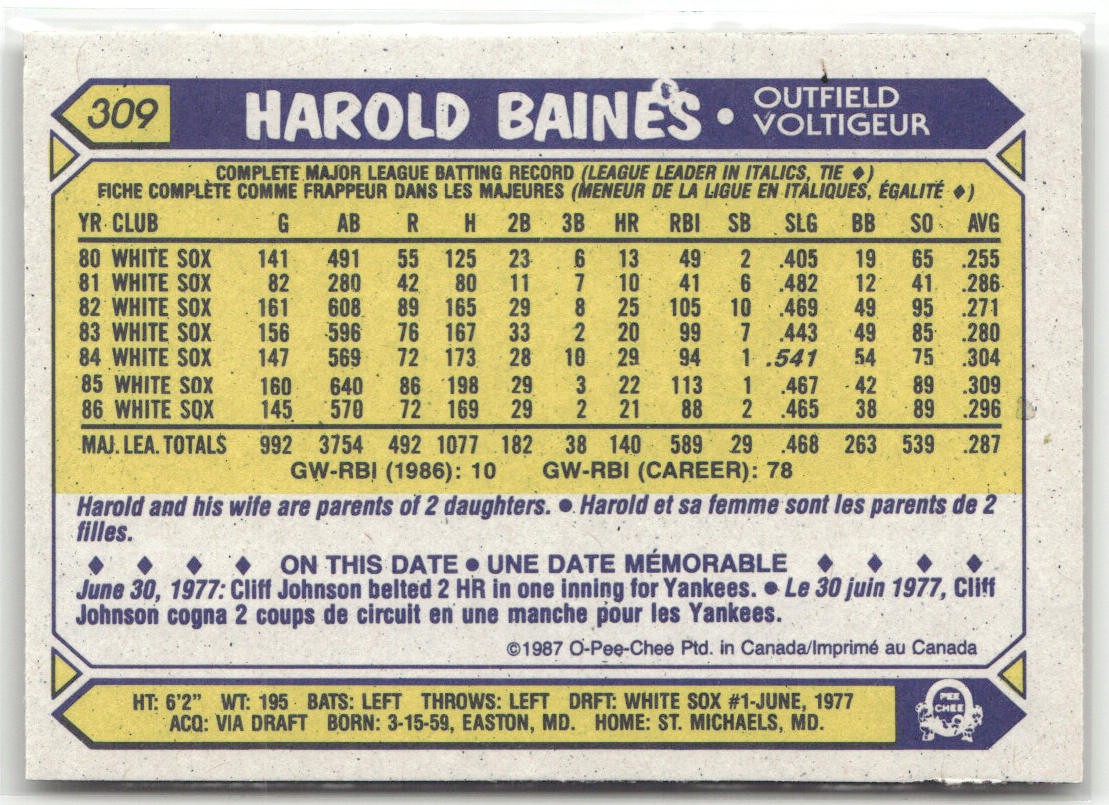 309 HAROLD BAINES • OUTFIELD
VOLTIGEUR
COMPLETE MAJOR LEAGUE BATTING RECORD (LEAGUE LEADER IN ITALICS, TIE ♦)
FICHE COMPLÈTE COMME FRAPPEUR DANS LES MAJEURES (MENEUR DE LA LIGUE EN ITALIQUES, ÉGALITÉ ♦)
YR CLUB G AB R H 2B 3B HR RBI SB SLG BB SO AVG
80 WHITE SOX 141 491 55 125 23 6 13 49 2 .405 19 65 .255
81 WHITE SOX 82 280 42 80 11 7 10 41 6 .482 12 41 .286
82 WHITE SOX 161 608 89 165 29 8 25 105 10 .469 49 95 .271
83 WHITE SOX 156 596 76 167 33 2 20 99 7 .443 49 85 .280
84 WHITE SOX 147 569 72 173 28 10 29 94 1 .541 54 75 .304
85 WHITE SOX 160 640 86 198 29 3 22 113 1 .467 42 89 .309
86 WHITE SOX 145 570 72 169 29 2 21 88 2 .465 38 89 .296
MAJ. LEA. TOTALS 992 3754 492 1077 182 38 140 589 29 .468 263 539 .287
GW-RBI (1986): 10 GW-RBI (CAREER): 78
Harold and his wife are parents of 2 daughters. • Harold et sa femme sont les parents de 2
filles.
♦ ♦ ♦ ♦ ON THIS DATE • UNE DATE MÉMORABLE ♦ ♦ ♦ ♦
June 30, 1977: Cliff Johnson belted 2 HR in one inning for Yankees. • Le 30 juin 1977, Cliff
Johnson cogna 2 coups de circuit en une manche pour les Yankees.
©1987 O-Pee-Chee Ptd. in Canada/Imprimé au Canada
HT: 6'2" WT: 195 BATS: LEFT THROWS: LEFT DRFT: WHITE SOX #1-JUNE, 1977
ACQ: VIA DRAFT BORN: 3-15-59, EASTON, MD. HOME: ST. MICHAELS, MD.
PEE
CHEE